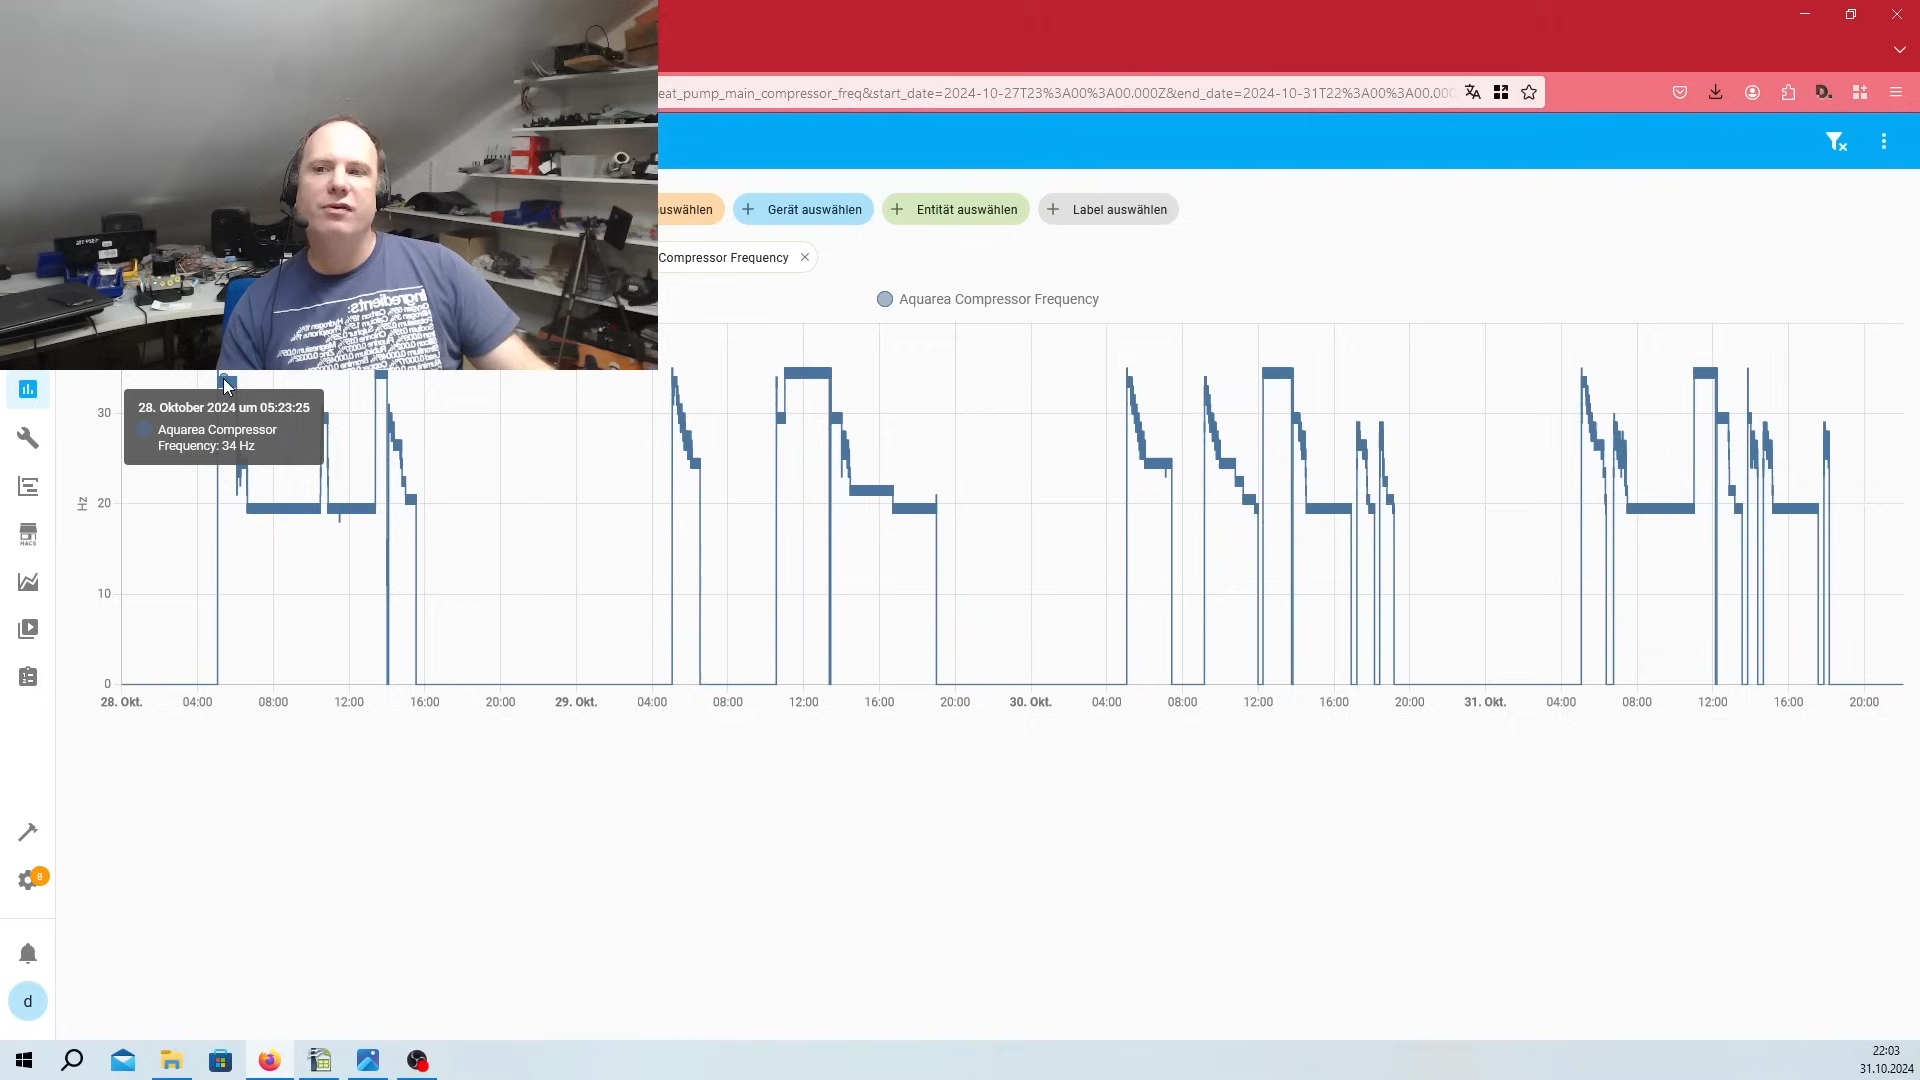 eat_pump_main_compressor_freq&start_date=2024-10-27T23%3A00%3A00.000Z&end_date=2024-10-31T22%3A00%3A00.000
D.
uswählen
Gerät auswählen
Entität auswählen
Label auswählen
Compressor Frequency
Aquarea Compressor Frequency
Ingredients:
28. Oktober 2024 um 05:23:25
Aquarea Compressor
Frequency: 34 Hz
30
20
10
0
Hz
28. Okt.
04:00
08:00
12:00
16:00
20:00
29. Okt.
04:00
08:00
12:00
16:00
20:00
30. Okt.
04:00
08:00
12:00
16:00
20:00
31. Okt.
04:00
08:00
12:00
16:00
20:00
HACS
8
d
22:03
31.10.2024